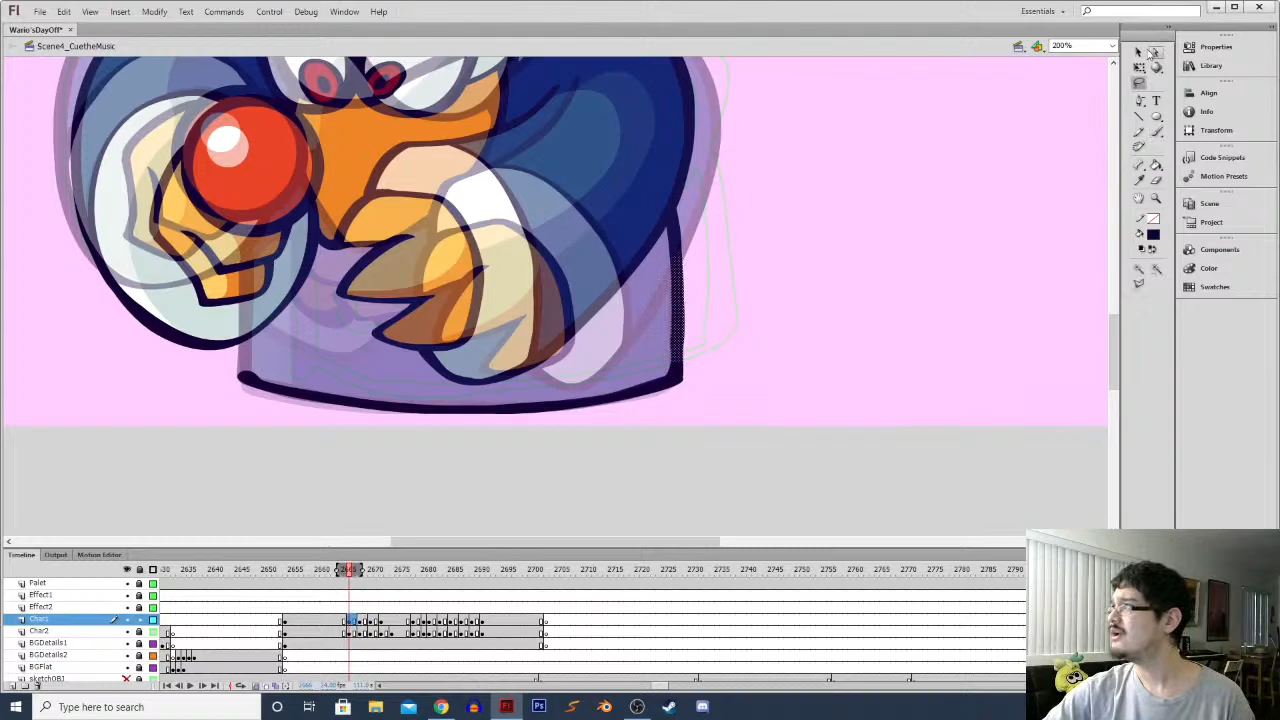 Fl File Edit View Insert Modify Text Commands Control Debug Window Help Essentials
Wario'sDayOff* ×
Scene4_CuetheMusic 200%
Properties
Library
Align
Info
Transform
Code Snippets
Motion Presets
Scene
Project
Components
Color
Swatches
Timeline Output Motion Editor
2635 2640 2645 2650 2655 2660 2665 2670 2675 2680 2685 2690 2695 2700 2705 2710 2715 2720 2725 2730 2735 2740 2745 2750 2755 2760 2765 2770 2775 2780 2785 2790
Palet
Effect1
Effect2
Char1
Char2
BGDetails1
BGDetails2
BGFlat
sketchOBJ
Type here to search